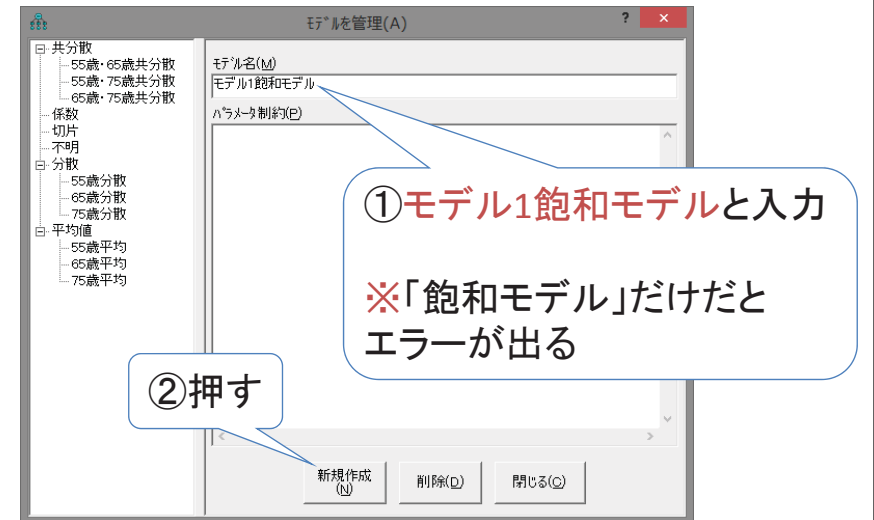 ﾓﾃﾞﾙを管理(A)
? ×
共分散
55歳・65歳共分散
55歳・75歳共分散
65歳・75歳共分散
係数
切片
不明
分散
55歳分散
65歳分散
75歳分散
平均値
55歳平均
65歳平均
75歳平均
ﾓﾃﾞﾙ名(M)
モデル1飽和モデル
ﾊﾟﾗﾒｰﾀ制約(P)
①モデル1飽和モデルと入力
※「飽和モデル」だけだと
エラーが出る
②押す
新規作成
(N)
削除(D)
閉じる(C)